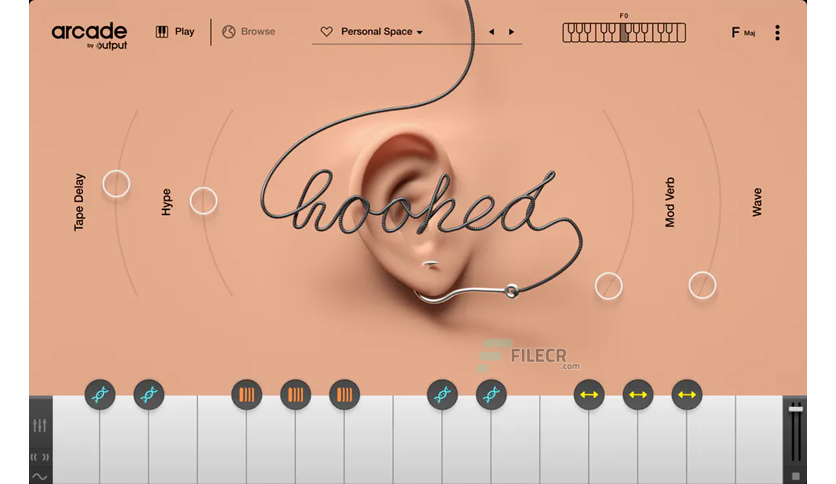 arcade
by output
Play
Browse
Personal Space
F0
F Maj
Tape Delay
Hype
hooked
Mod Verb
Wave
FILECR
.com